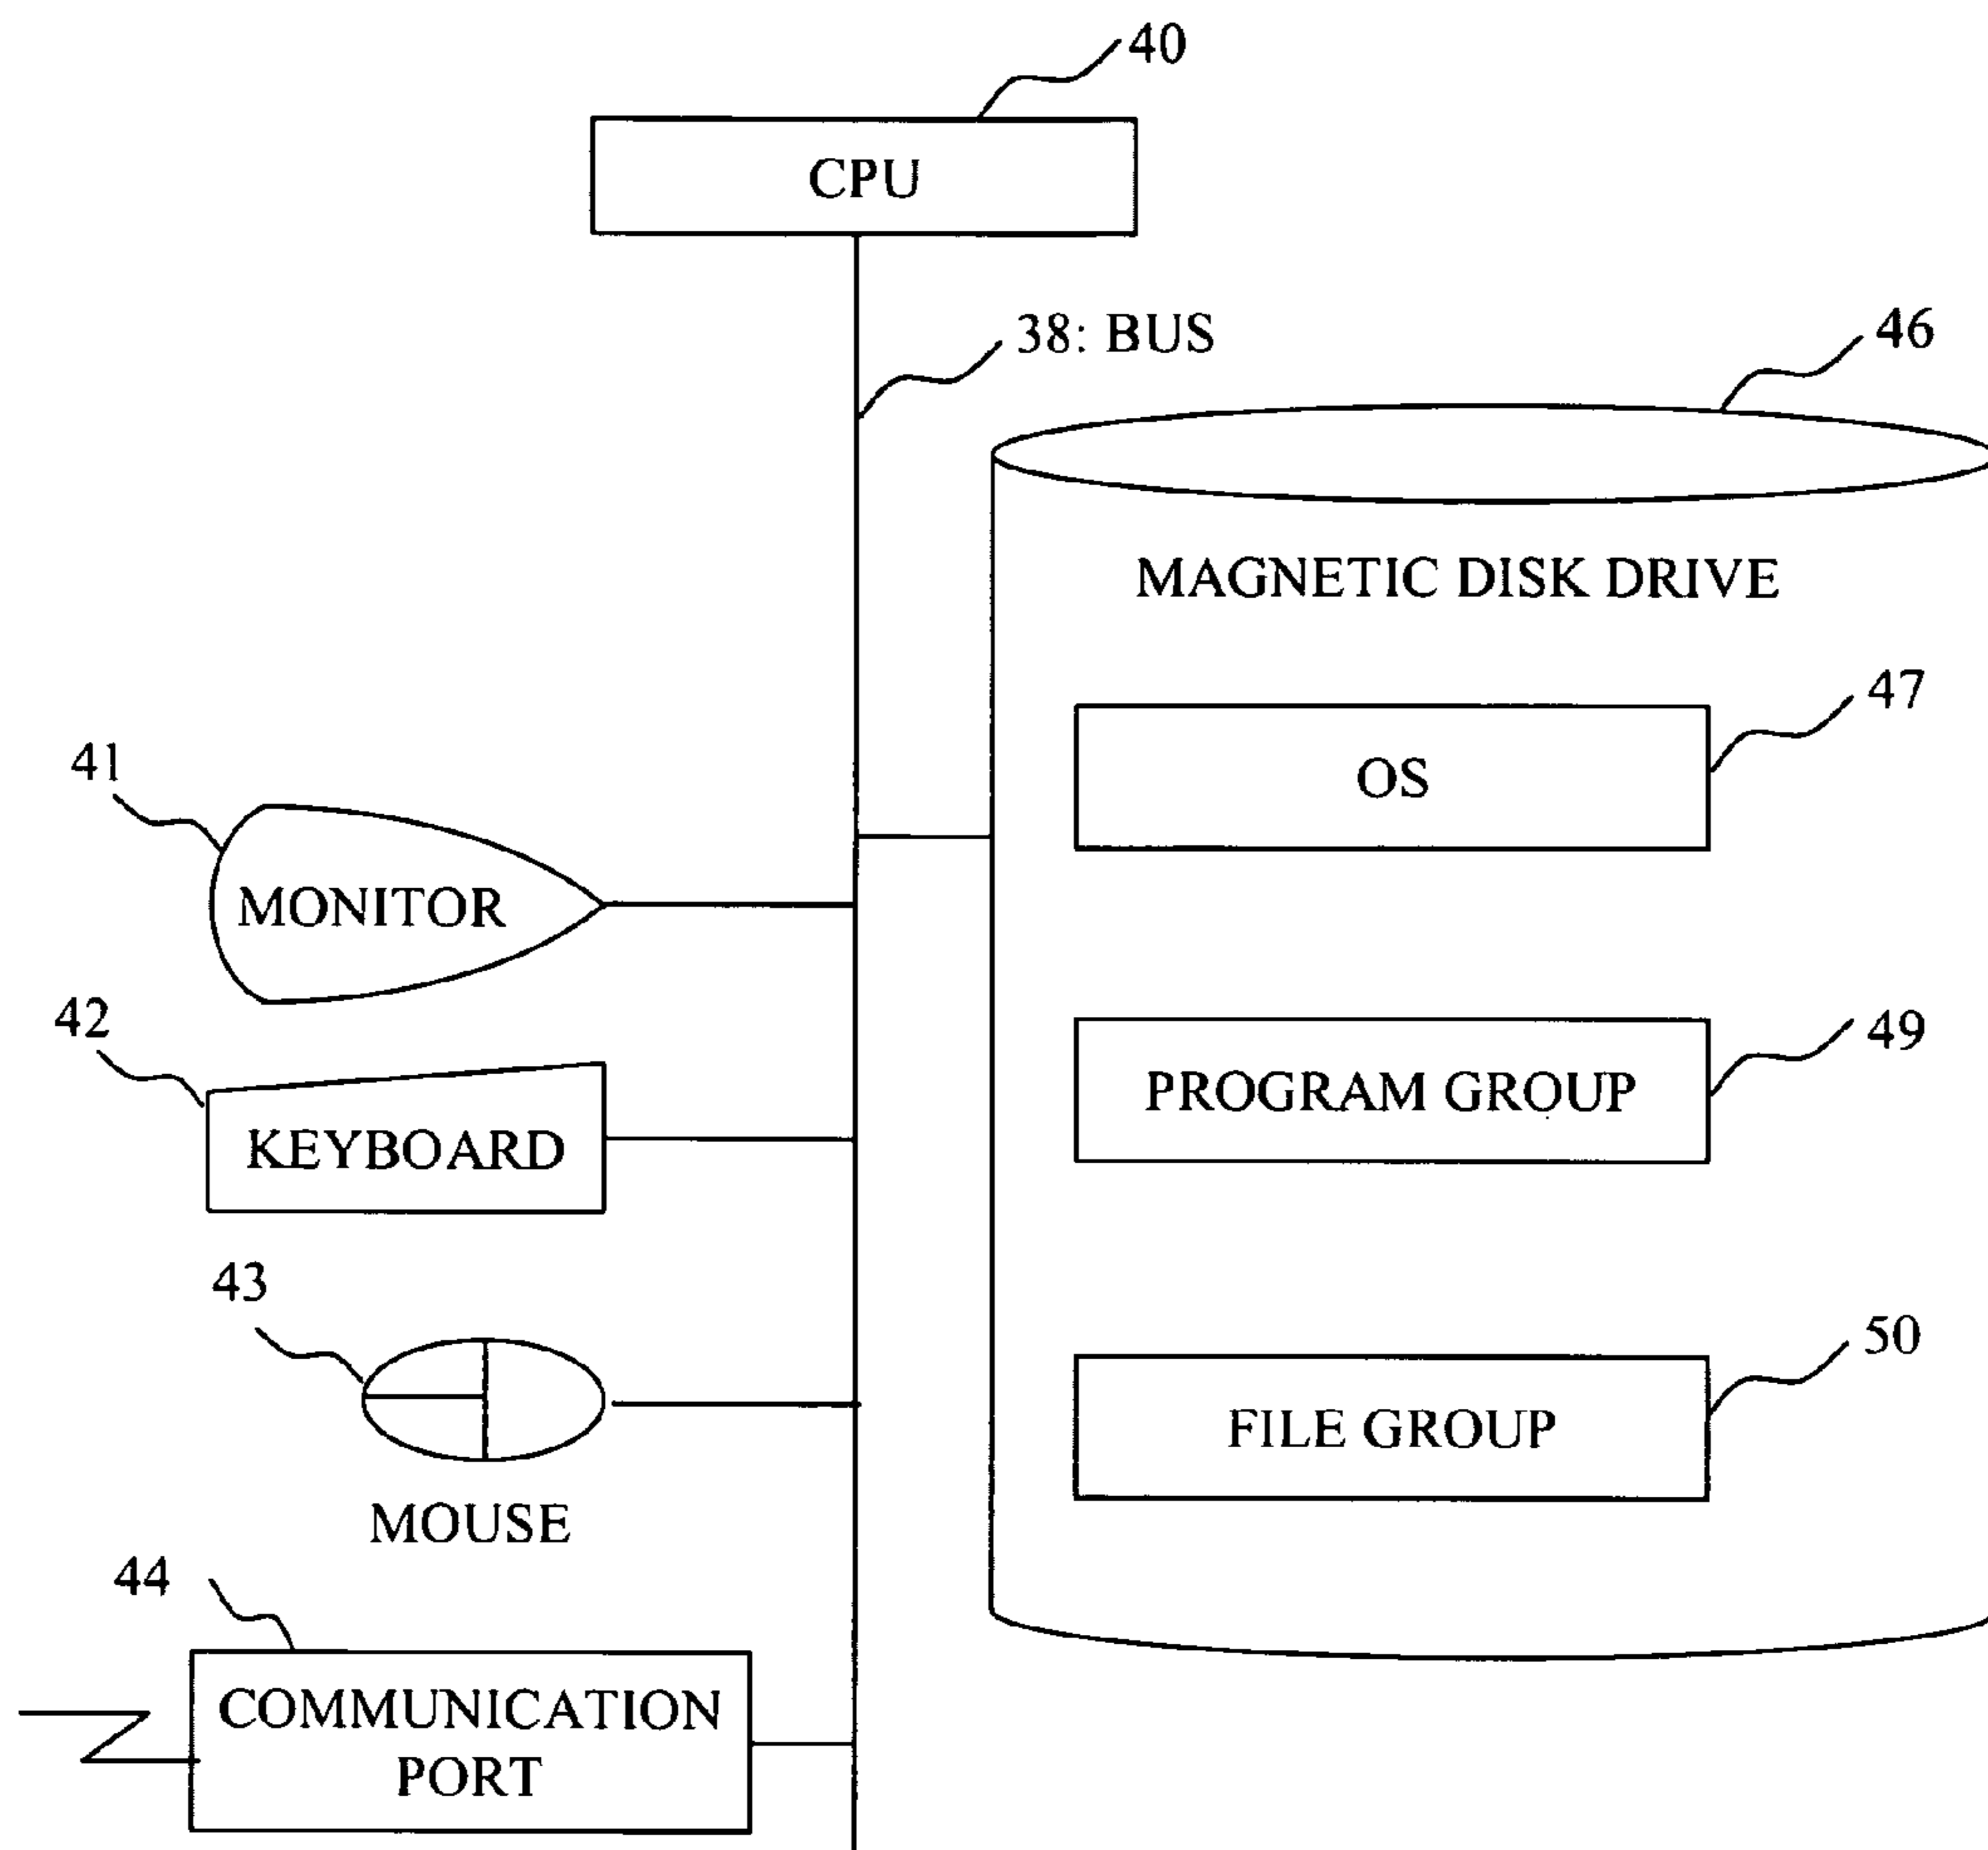 40
CPU
38: BUS
46
MAGNETIC DISK DRIVE
47
OS
41
MONITOR
42
KEYBOARD
49
PROGRAM GROUP
43
MOUSE
50
FILE GROUP
44
COMMUNICATION
PORT